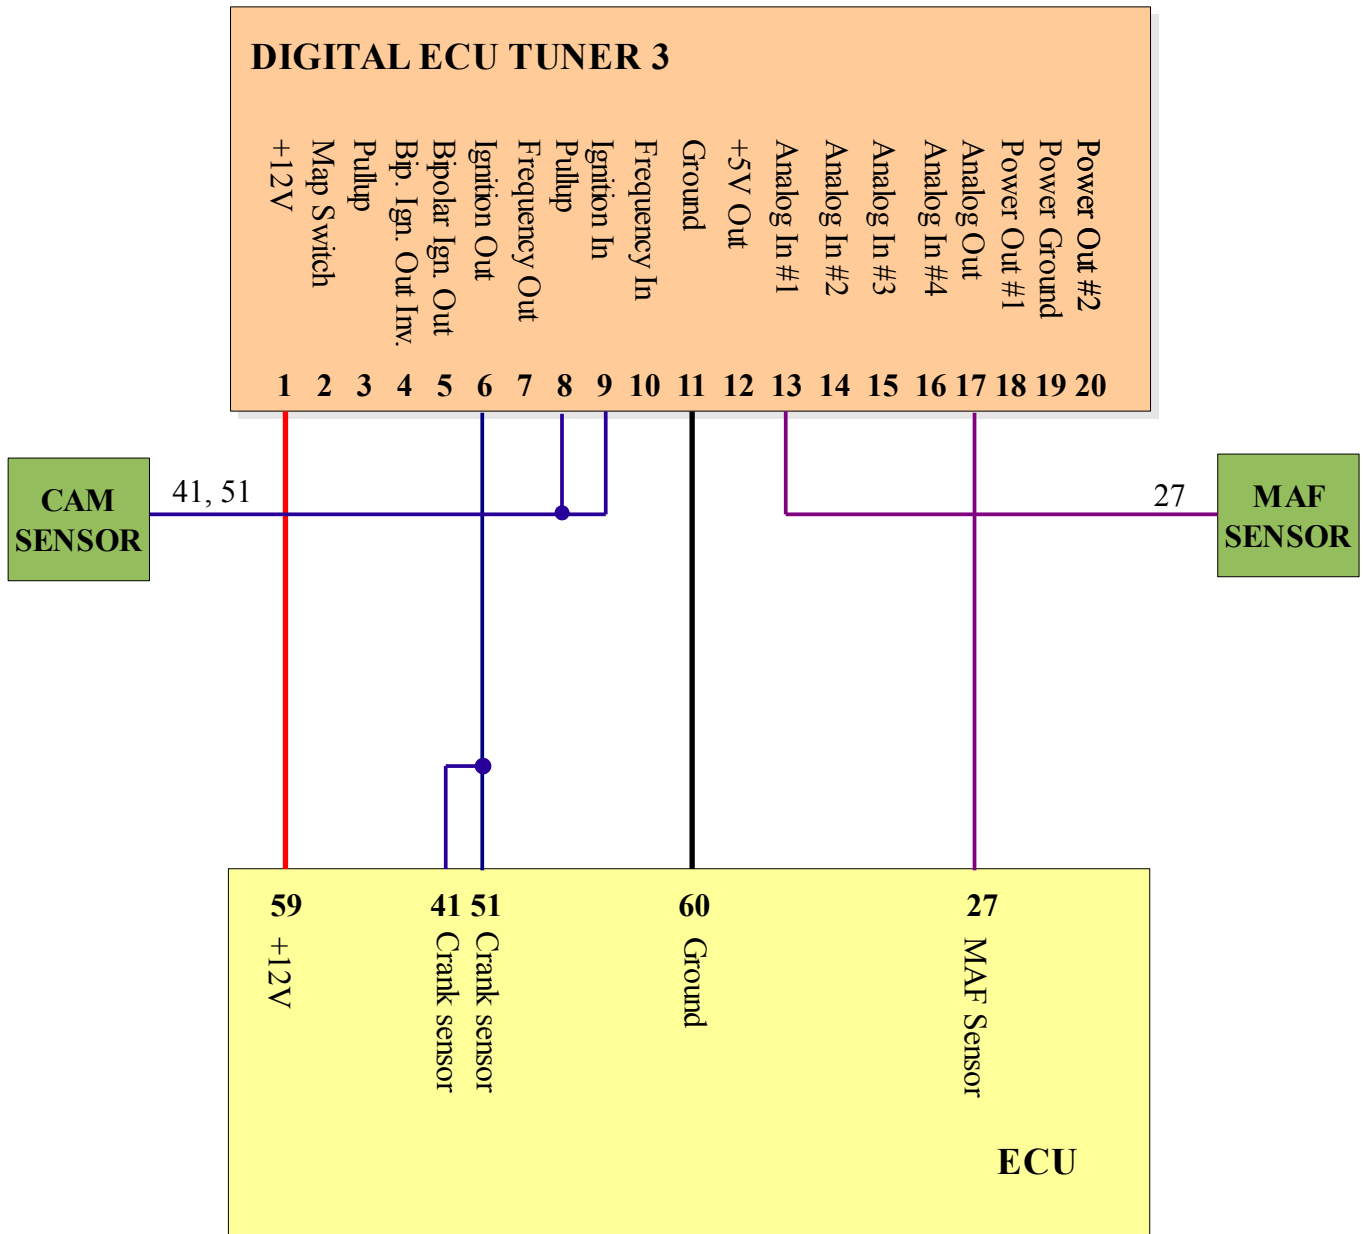 DIGITAL ECU TUNER 3
+12V
Map Switch
Pullup
Bip. Ign. Out Inv.
Bipolar Ign. Out
Ignition Out
Frequency Out
Pullup
Ignition In
Frequency In
Ground
+5V Out
Analog In #1
Analog In #2
Analog In #3
Analog In #4
Analog Out
Power Out #1
Power Ground
Power Out #2
1 2 3 4 5 6 7 8 9 10 11 12 13 14 15 16 17 18 19 20
CAM
SENSOR
41, 51
27
MAF
SENSOR
59 41 51 60 27
+12V
Crank sensor
Crank sensor
Ground
MAF Sensor
ECU